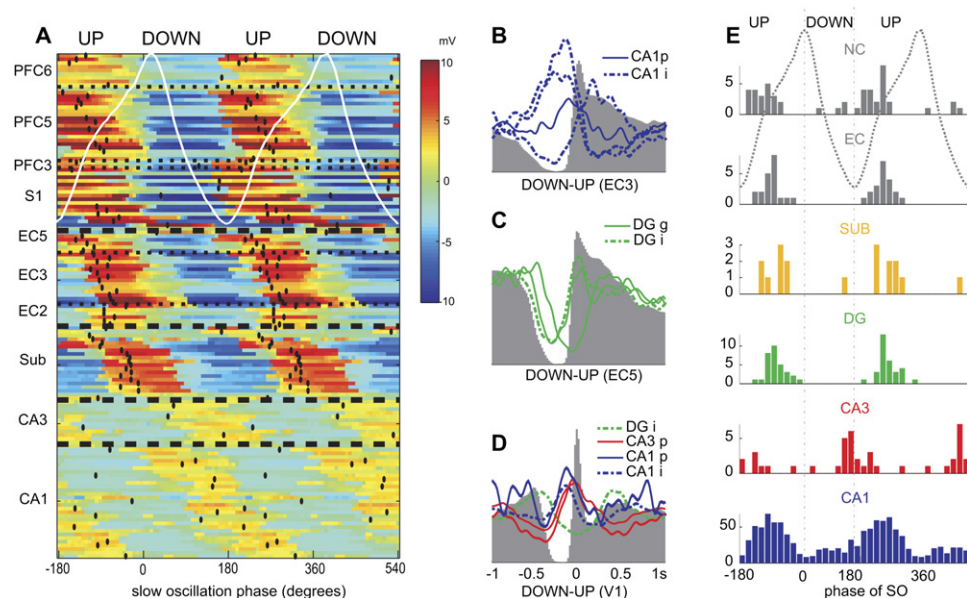 A
UP
DOWN
UP
DOWN
PFC6
PFC5
PFC3
S1
EC5
EC3
EC2
Sub
CA3
CA1
-180 0 180 360 540
slow oscillation phase (degrees)
mV
10
5
0
-5
10
B
CA1p
CA1 i
DOWN-UP (EC3)
C
DG g
DG i
DOWN-UP (EC5)
D
DG i
CA3 p
CA1 p
CA1 i
-1 -0.5 0 0.5 1s
DOWN-UP (V1)
E
UP
DOWN
UP
NC
5
0
EC
5
0
SUB
3
2
1
0
DG
10
5
0
CA3
5
0
CA1
50
0
-180 0 180 360
phase of SO